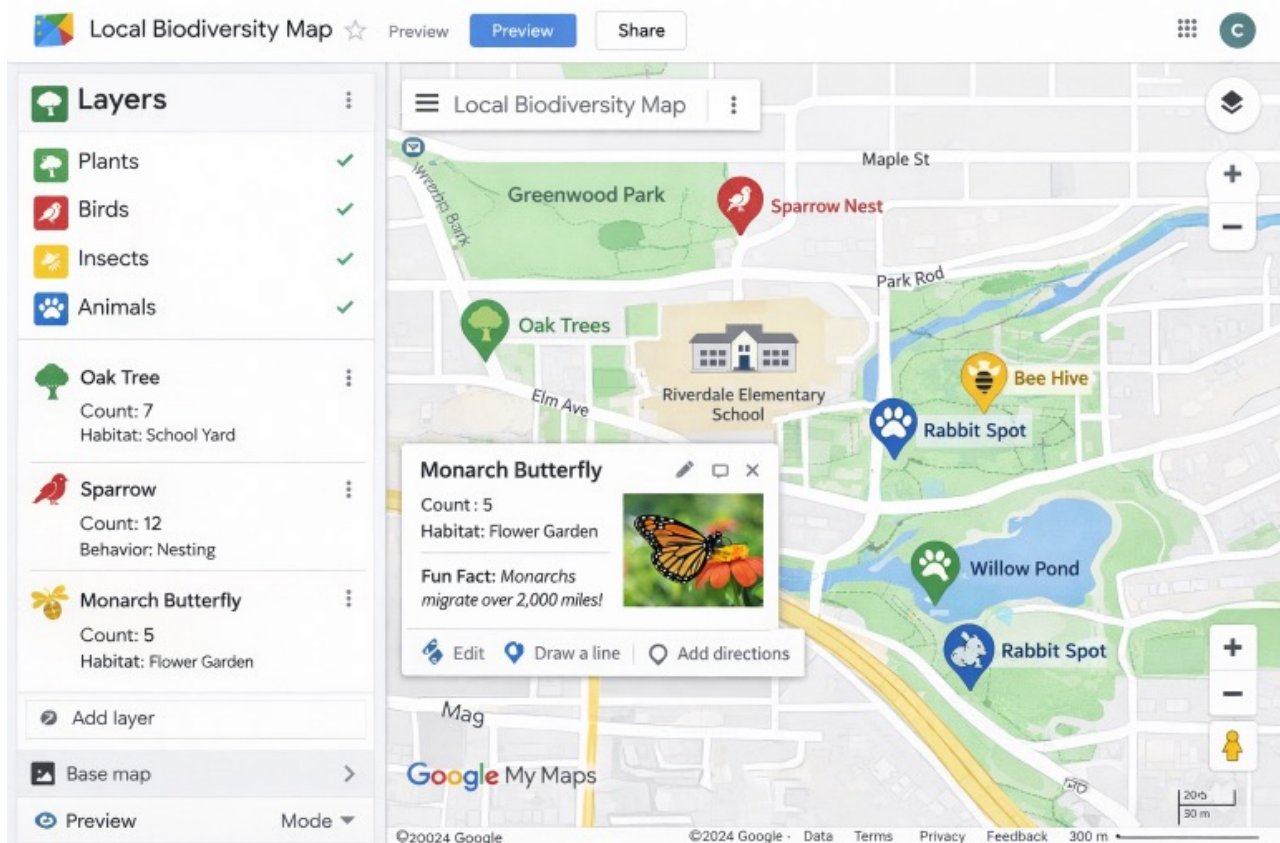 Local Biodiversity Map Preview Preview Share C
Layers
Plants
Birds
Insects
Animals
Oak Tree
Count: 7
Habitat: School Yard
Sparrow
Count: 12
Behavior: Nesting
Monarch Butterfly
Count: 5
Habitat: Flower Garden
Add layer
Base map
Preview Mode
Local Biodiversity Map
Maple St
Greenwood Park
Sparrow Nest
Park Rod
Oak Trees
Riverdale Elementary
School
Elm Ave
Bee Hive
Rabbit Spot
Monarch Butterfly
Count : 5
Habitat: Flower Garden
Fun Fact: Monarchs
migrate over 2,000 miles!
Edit Draw a line Add directions
Willow Pond
Rabbit Spot
Mag
Google My Maps
30 m
©20024 Google ©2024 Google - Data Terms Privacy Feedback 300 m